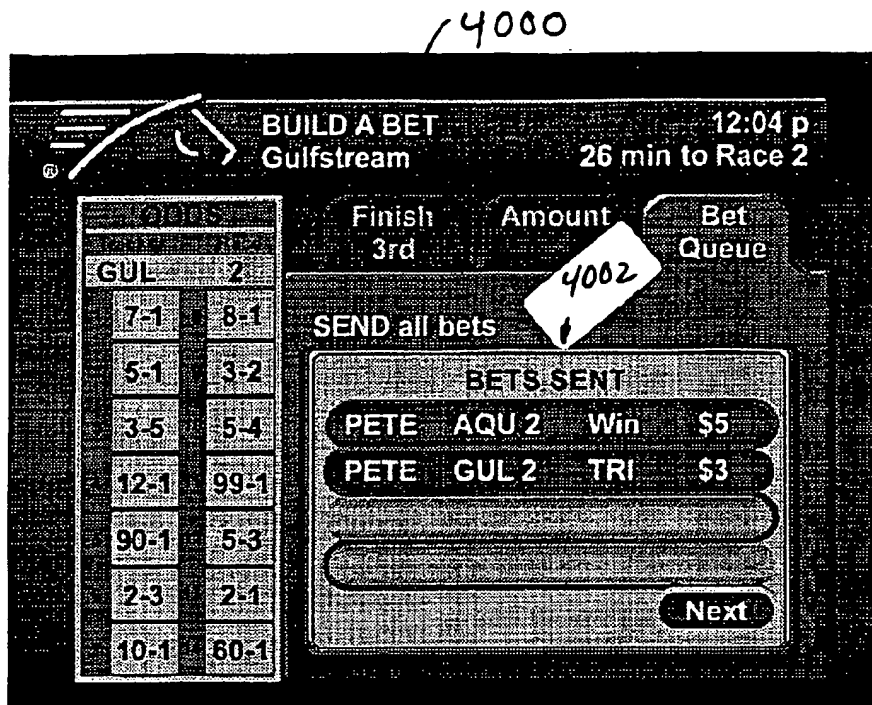 4000
BUILD A BET 12:04 p
Gulfstream 26 min to Race 2
®
ODDS
GUL 2
7-1 8-1
5-1 3-2
3-5 5-4
12-1 99-1
90-1 5-3
2-3 2-1
10-1 60-1
Finish Amount Bet
3rd Queue
4002
SEND all bets
BETS SENT
PETE AQU 2 Win $5
PETE GUL 2 TRI $3
Next